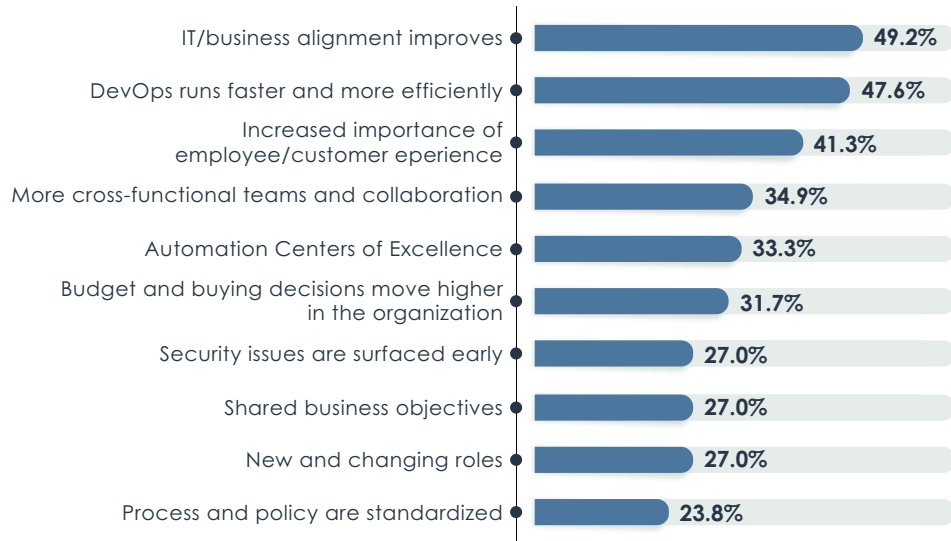 IT/business alignment improves 49.2%
DevOps runs faster and more efficiently 47.6%
Increased importance of
employee/customer eperience 41.3%
More cross-functional teams and collaboration 34.9%
Automation Centers of Excellence 33.3%
Budget and buying decisions move higher
in the organization 31.7%
Security issues are surfaced early 27.0%
Shared business objectives 27.0%
New and changing roles 27.0%
Process and policy are standardized 23.8%